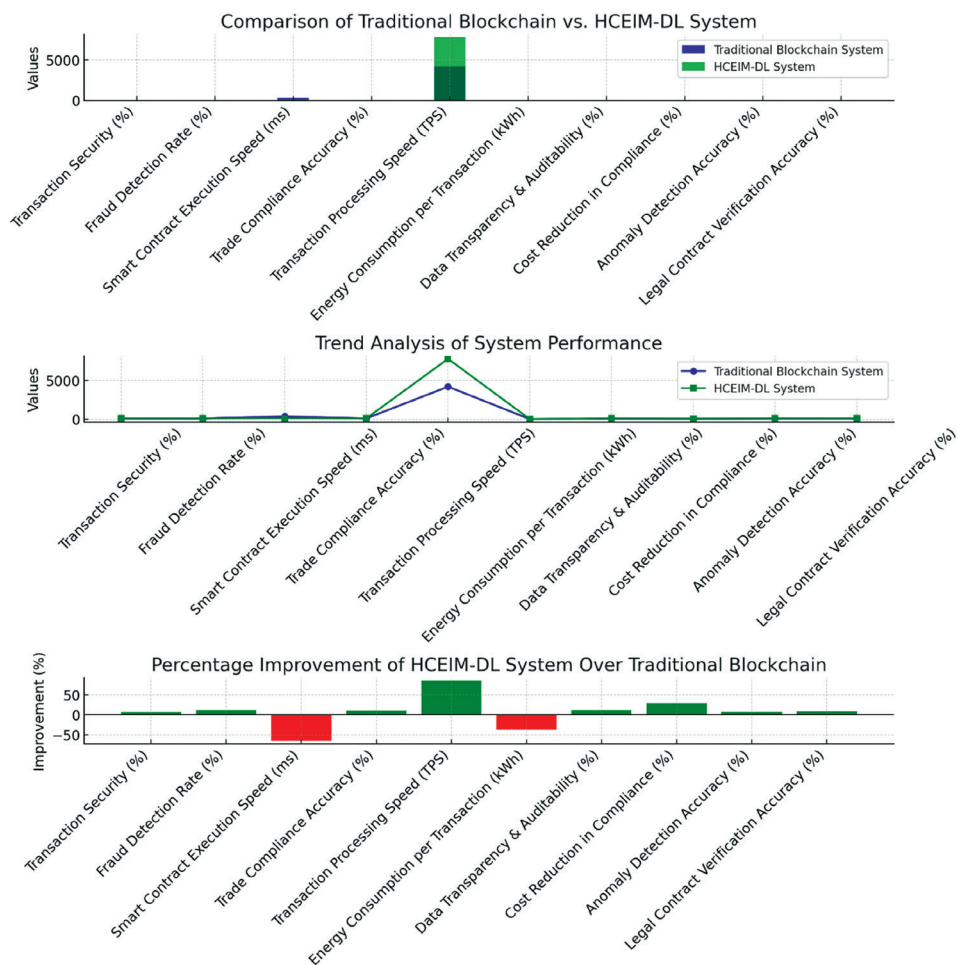 Comparison of Traditional Blockchain vs. HCEIM-DL System
Values
5000
0
Traditional Blockchain System
HCEIM-DL System
Transaction Security (%)
Fraud Detection Rate (%)
Smart Contract Execution Speed (ms)
Trade Compliance Accuracy (%)
Transaction Processing Speed (TPS)
Energy Consumption per Transaction (KWh)
Data Transparency & Auditability (%)
Cost Reduction in Compliance (%)
Anomaly Detection Accuracy (%)
Legal Contract Verification Accuracy (%)
Trend Analysis of System Performance
Values
5000
0
Traditional Blockchain System
HCEIM-DL System
Transaction Security (%)
Fraud Detection Rate (%)
Smart Contract Execution Speed (ms)
Trade Compliance Accuracy (%)
Transaction Processing Speed (TPS)
Energy Consumption per Transaction (KWh)
Data Transparency & Auditability (%)
Cost Reduction in Compliance (%)
Anomaly Detection Accuracy (%)
Legal Contract Verification Accuracy (%)
Percentage Improvement of HCEIM-DL System Over Traditional Blockchain
Improvement (%)
50
0
−50
Transaction Security (%)
Fraud Detection Rate (%)
Smart Contract Execution Speed (ms)
Trade Compliance Accuracy (%)
Transaction Processing Speed (TPS)
Energy Consumption per Transaction (KWh)
Data Transparency & Auditability (%)
Cost Reduction in Compliance (%)
Anomaly Detection Accuracy (%)
Legal Contract Verification Accuracy (%)